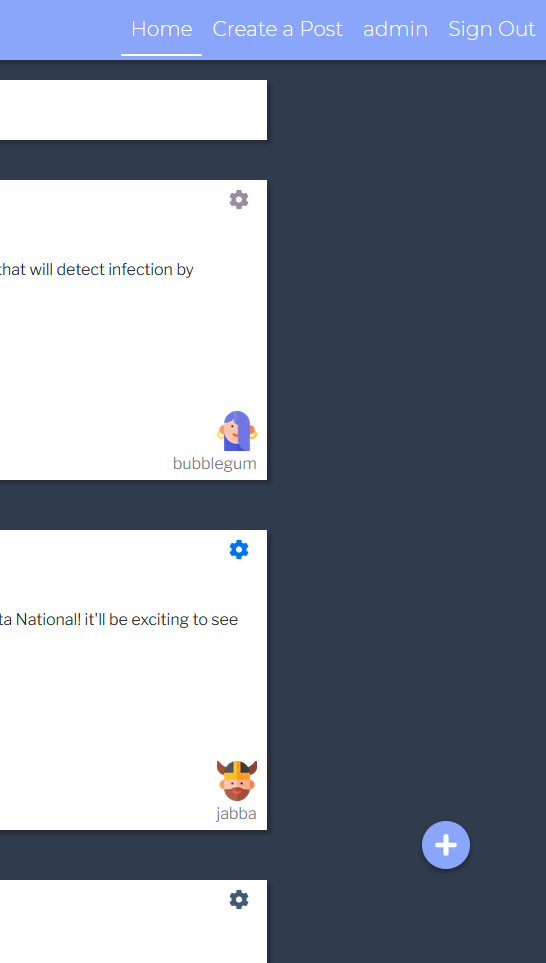 Home Create a Post admin Sign Out
that will detect infection by
bubblegum
ta National! it'll be exciting to see
jabba